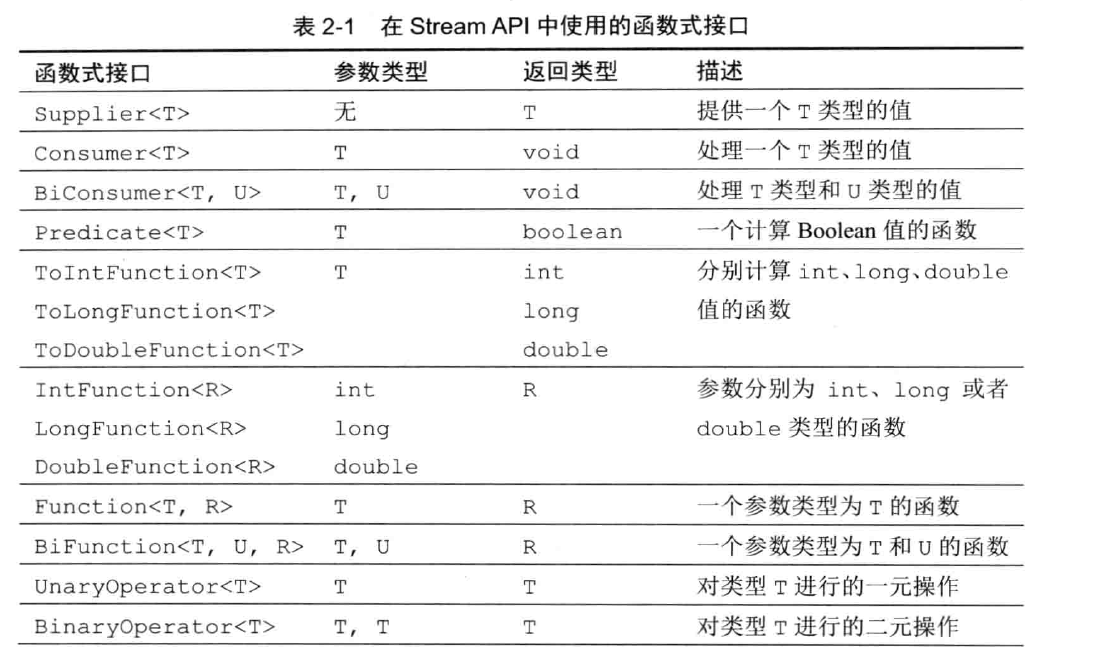 表 2-1 在 Stream API 中使用的函数式接口
函数式接口 参数类型 返回类型 描述
Supplier<T> 无 T 提供一个 T 类型的值
Consumer<T> T void 处理一个 T 类型的值
BiConsumer<T, U> T, U void 处理 T 类型和 U 类型的值
Predicate<T> T boolean 一个计算 Boolean 值的函数
ToIntFunction<T> T int 分别计算 int、long、double
ToLongFunction<T> long 值的函数
ToDoubleFunction<T> double
IntFunction<R> int R 参数分别为 int、long 或者
LongFunction<R> long double 类型的函数
DoubleFunction<R> double
Function<T, R> T R 一个参数类型为 T 的函数
BiFunction<T, U, R> T, U R 一个参数类型为 T 和 U 的函数
UnaryOperator<T> T T 对类型 T 进行的一元操作
BinaryOperator<T> T, T T 对类型 T 进行的二元操作